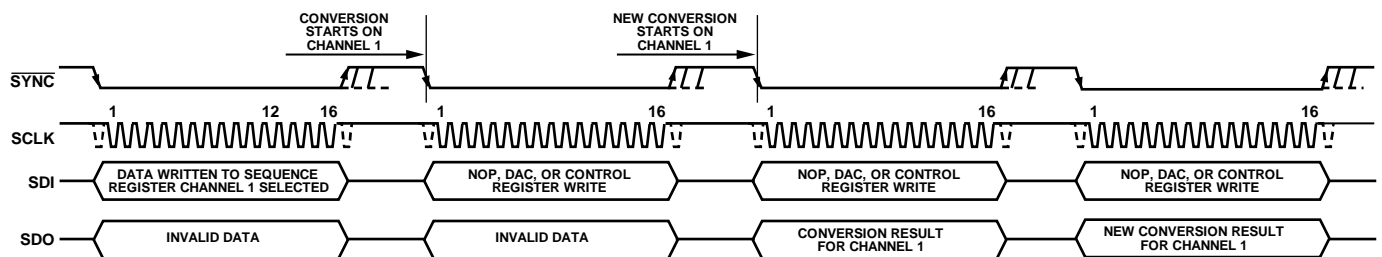 CONVERSION
STARTS ON
CHANNEL 1
NEW CONVERSION
STARTS ON
CHANNEL 1
SYNC
1 12 16 1 16 1 16 1 16
SCLK
SDI
DATA WRITTEN TO SEQUENCE
REGISTER CHANNEL 1 SELECTED
NOP, DAC, OR CONTROL
REGISTER WRITE
NOP, DAC, OR CONTROL
REGISTER WRITE
NOP, DAC, OR CONTROL
REGISTER WRITE
SDO
INVALID DATA
INVALID DATA
CONVERSION RESULT
FOR CHANNEL 1
NEW CONVERSION RESULT
FOR CHANNEL 1